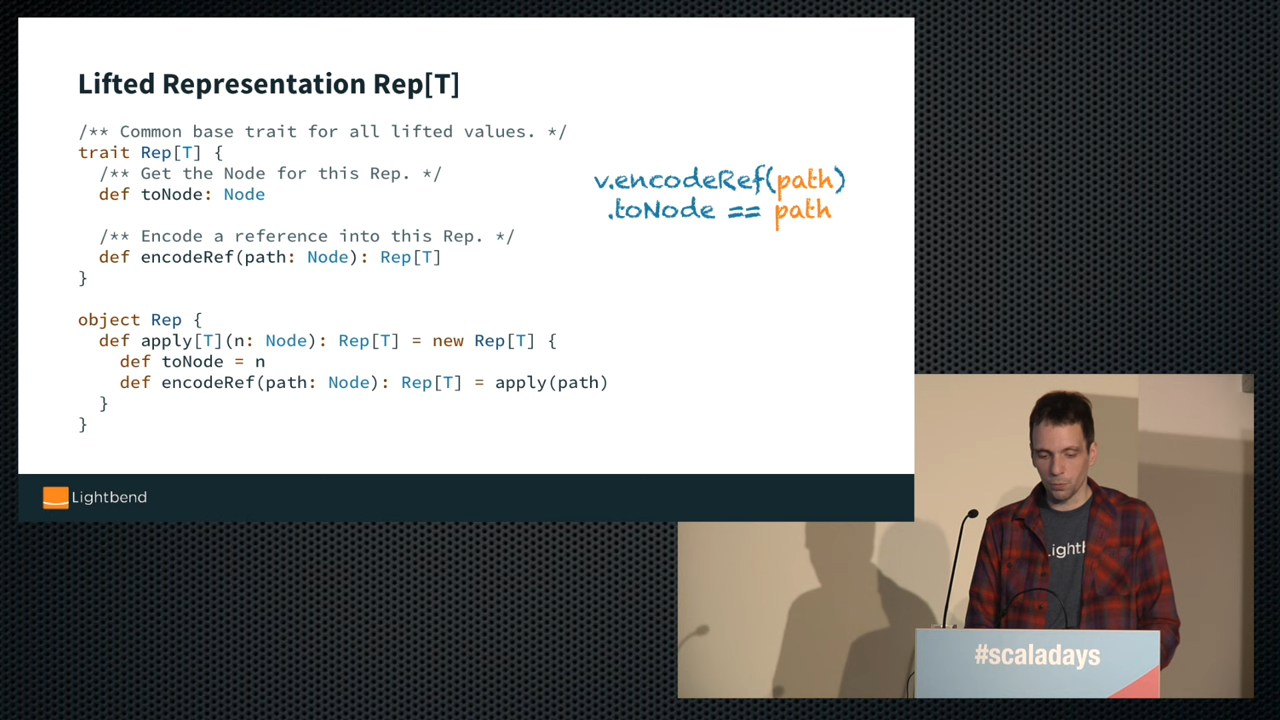 Lifted Representation Rep[T]
/** Common base trait for all lifted values. */
trait Rep[T] {
/** Get the Node for this Rep. */
def toNode: Node
/** Encode a reference into this Rep. */
def encodeRef(path: Node): Rep[T]
}
object Rep {
def apply[T](n: Node): Rep[T] = new Rep[T] {
def toNode = n
def encodeRef(path: Node): Rep[T] = apply(path)
}
}
v.encodeRef(path)
.toNode == path
Lightbend
#scaladays